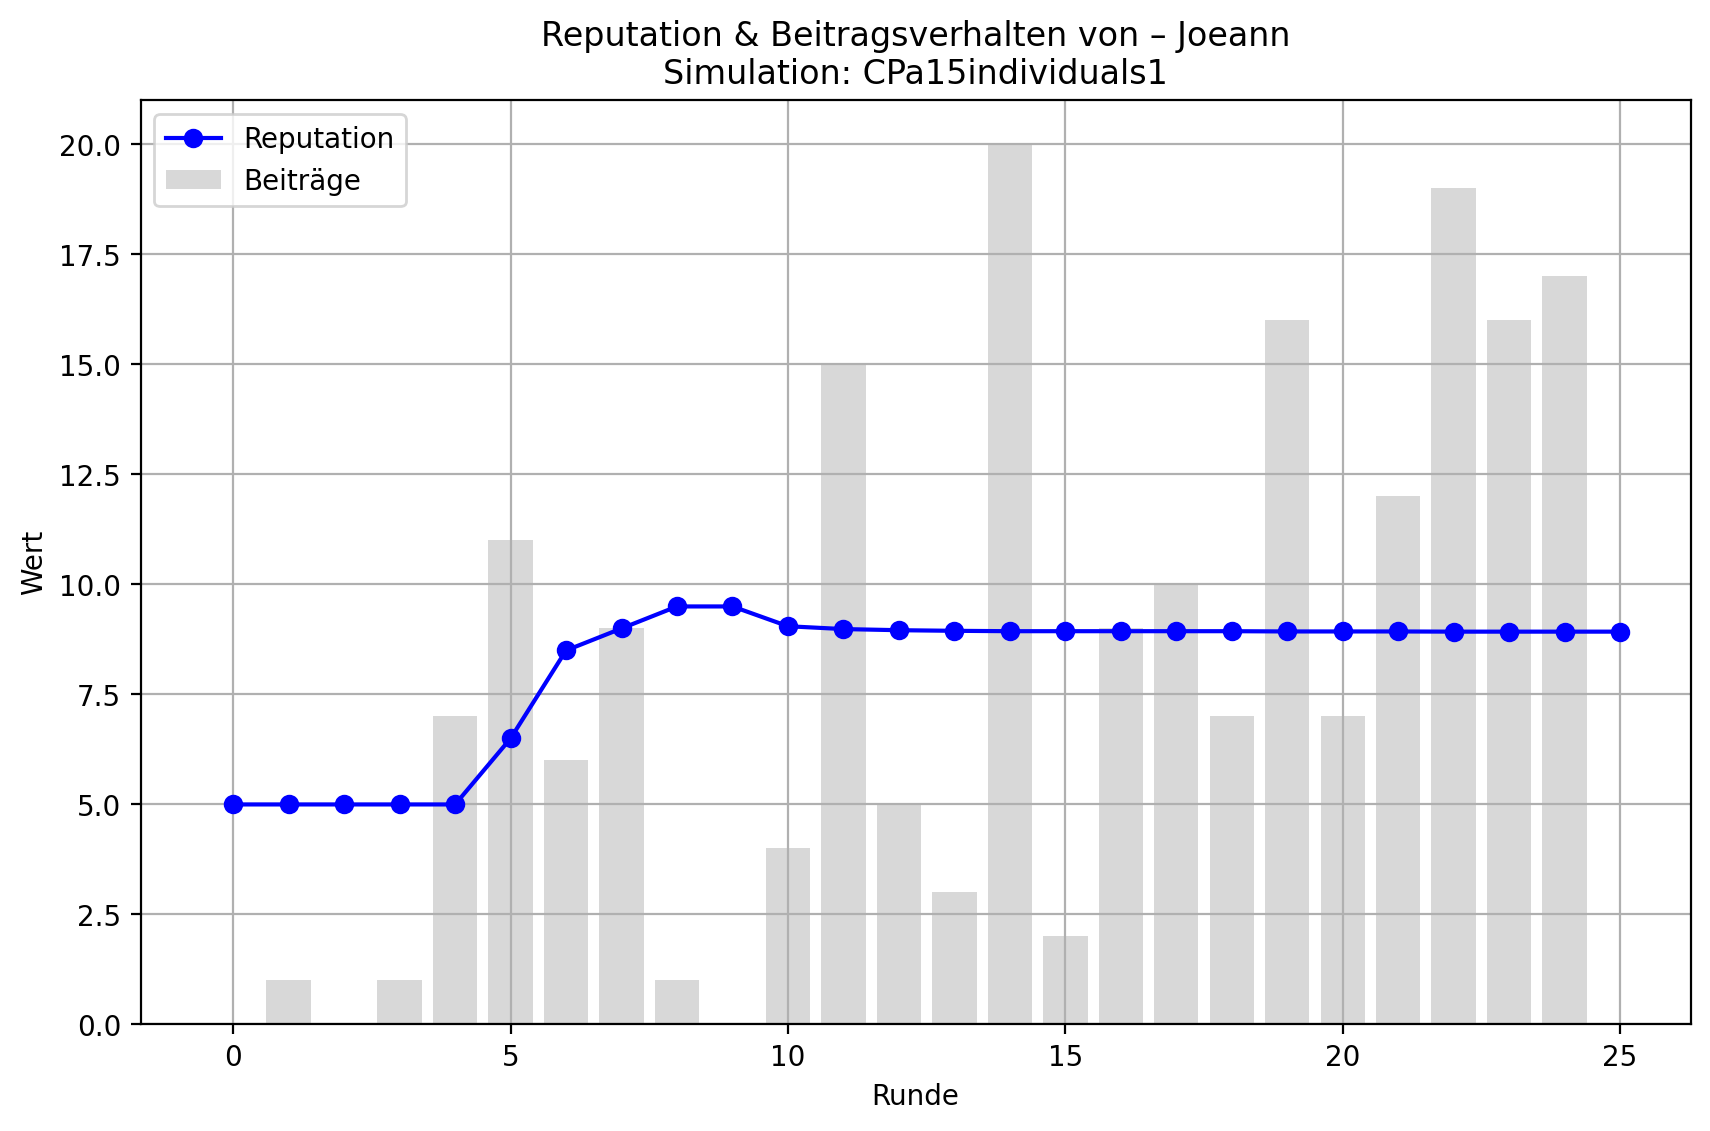 Reputation & Beitragsverhalten von – Joeann
Simulation: CPa15individuals1
Reputation
Beiträge
20.0
17.5
15.0
12.5
10.0
7.5
5.0
2.5
0.0
Wert
0 5 10 15 20 25
Runde